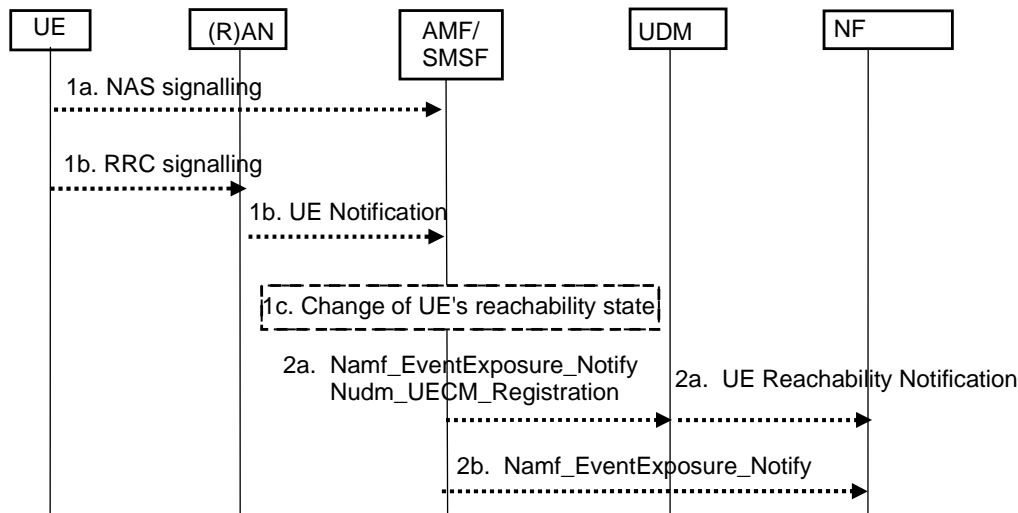 UE
(R)AN
AMF/
SMSF
UDM
NF
1a. NAS signalling
1b. RRC signalling
1b. UE Notification
1c. Change of UE's reachability state
2a. Namf_EventExposure_Notify
Nudm_UECM_Registration
2a. UE Reachability Notification
2b. Namf_EventExposure_Notify